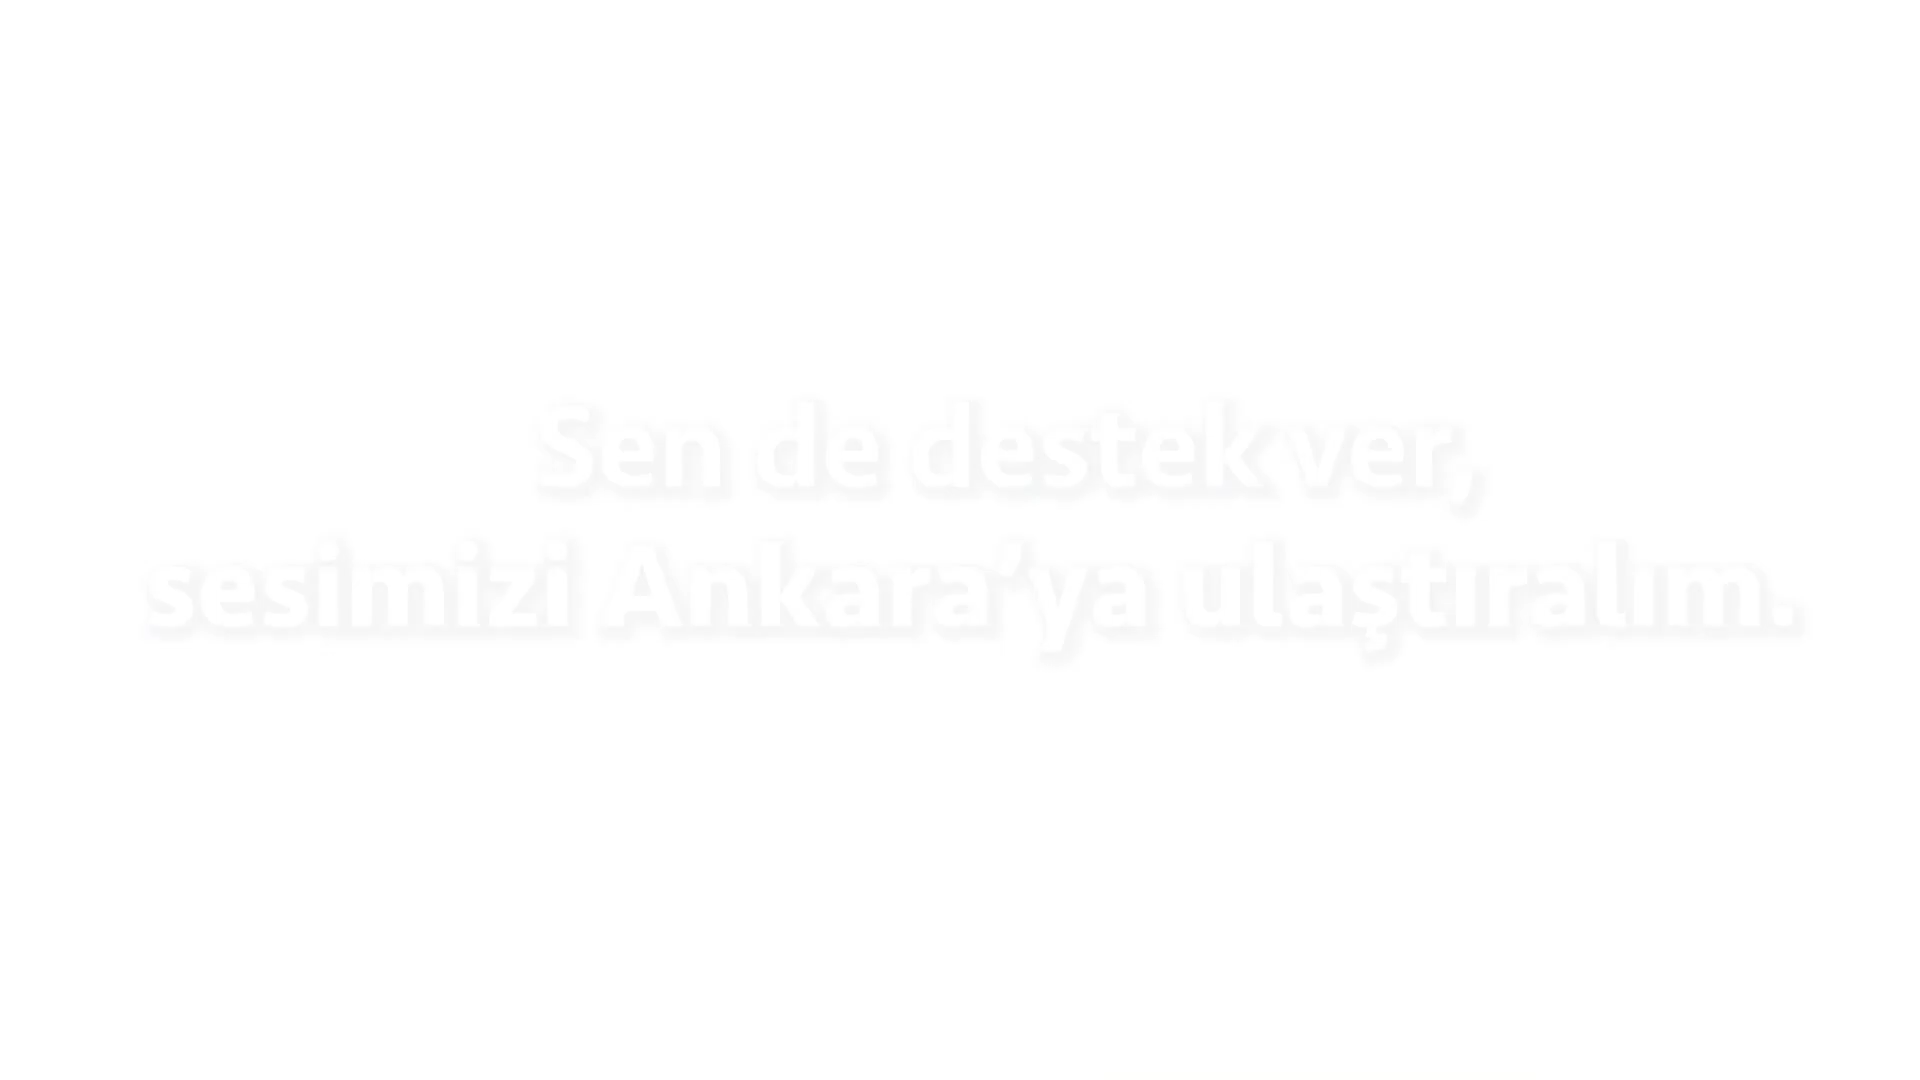 Sen de destek ver,
sesimizi Ankara’ya ulaştıralım.